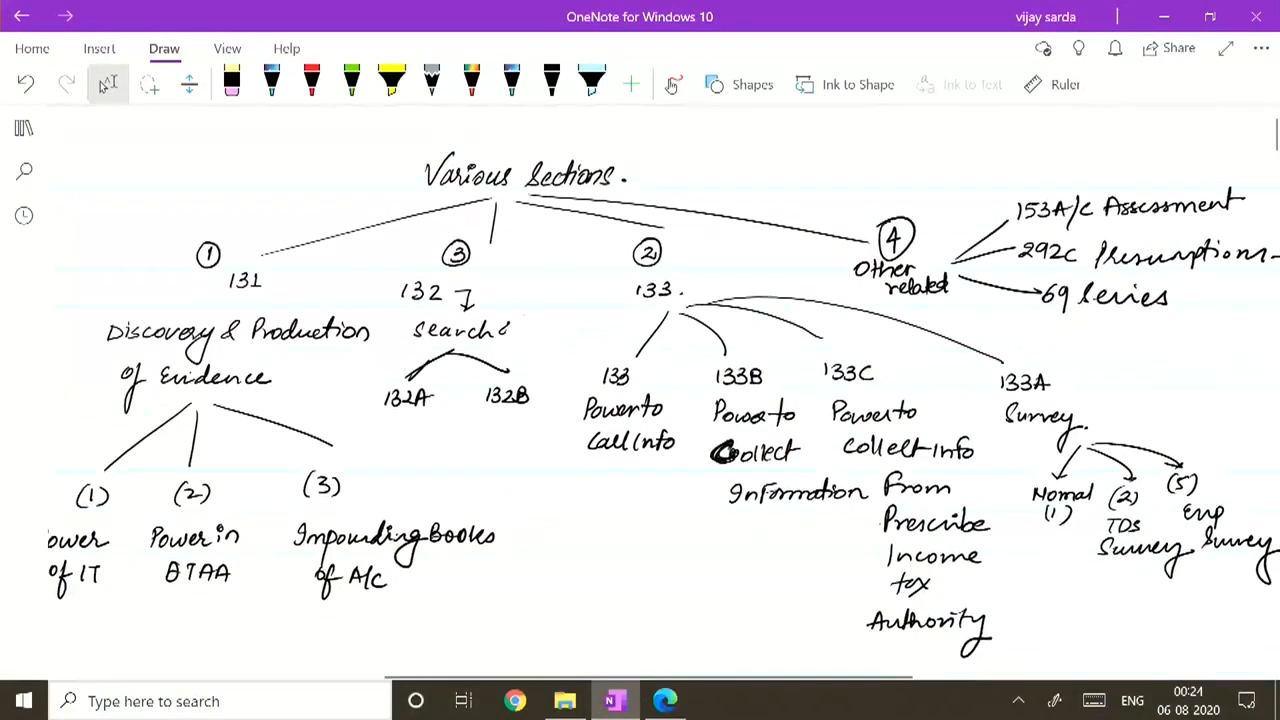 OneNote for Windows 10
vijay sarda
Home Insert Draw View Help
Share
Shapes
Ink to Shape
Ink to Text
Ruler
Various Sections.
1
131
Discovery & Production
of Evidence
(1)
ower
of IT
(2)
Power in
DTAA
(3)
Impounding Books
of A/C
3
132
Search &
132A
132B
2
133.
133
Power to
Call Info
133B
Power to
Collect
Information
133C
Power to
Collect info
From
Prescribe
Income
tax
Authority
133A
Survey.
Normal
(1)
(2)
TDS
Survey
(5)
Enp
Survey
4
Other
related
153A/C Assessment
292C Presumptions-
69 Series
Type here to search
ENG
00:24
06-08-2020